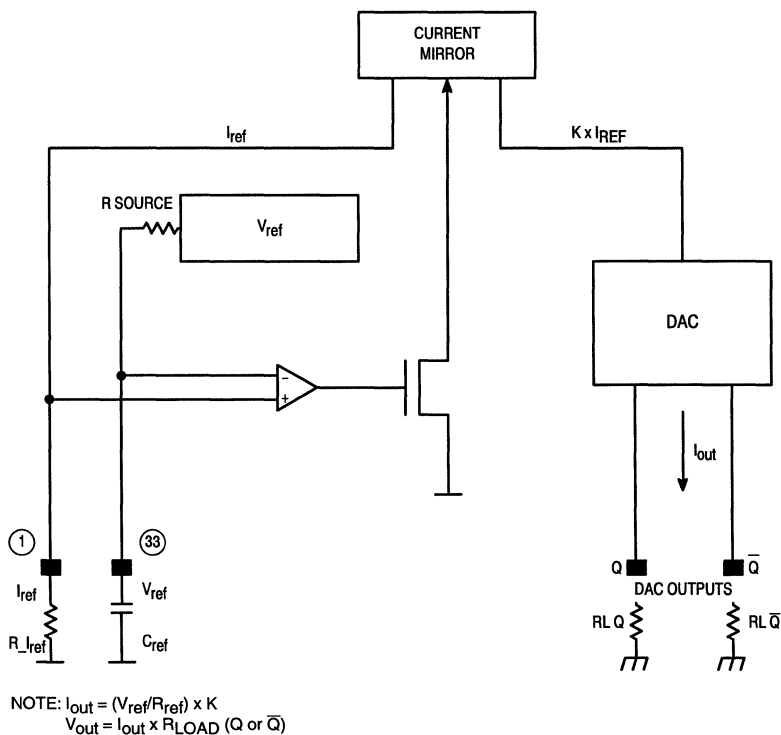 CURRENT
MIRROR
Iref
K x IREF
R SOURCE
Vref
DAC
−
+
Iout
1
33
Q
Q̅
DAC OUTPUTS
Iref
Vref
R_Iref
Cref
RL Q
RL Q̅
NOTE: Iout = (Vref/Rref) x K
Vout = Iout x RLOAD (Q or Q̅)